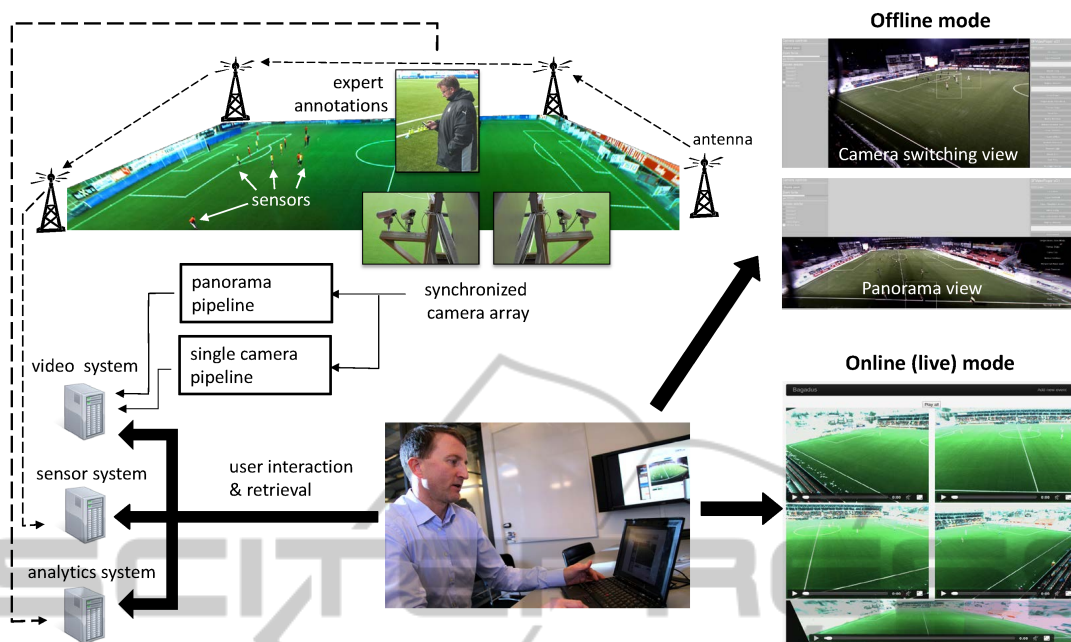 Offline mode
expert
annotations
antenna
Camera switching view
sensors
Panorama view
panorama
pipeline
synchronized
camera array
single camera
pipeline
video system
Online (live) mode
Bagadus
Play all
user interaction
& retrieval
sensor system
analytics system
SCITEPRESS